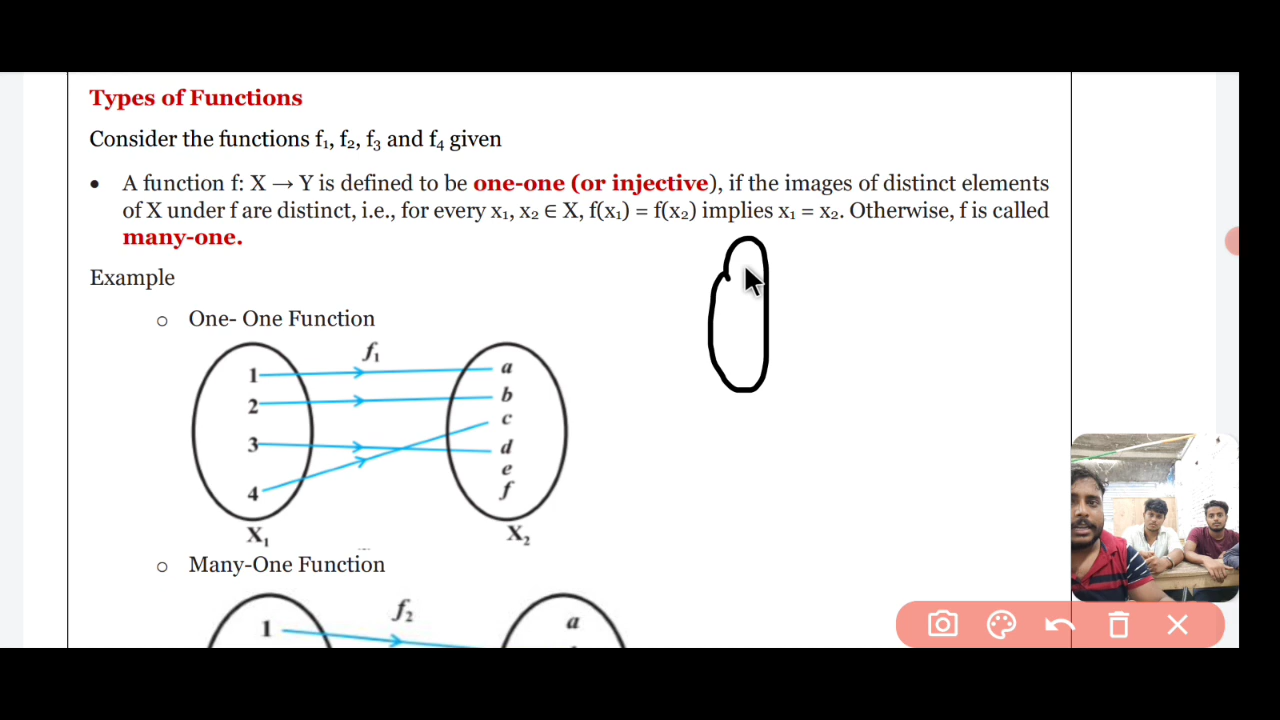 Types of Functions
Consider the functions f₁, f₂, f₃ and f₄ given
• A function f: X → Y is defined to be one-one (or injective), if the images of distinct elements
of X under f are distinct, i.e., for every x₁, x₂ ∈ X, f(x₁) = f(x₂) implies x₁ = x₂. Otherwise, f is called
many-one.
Example
o One- One Function
f₁
1 a
2 b
c
3 d
e
4 f
X₁ X₂
o Many-One Function
f₂
1 a